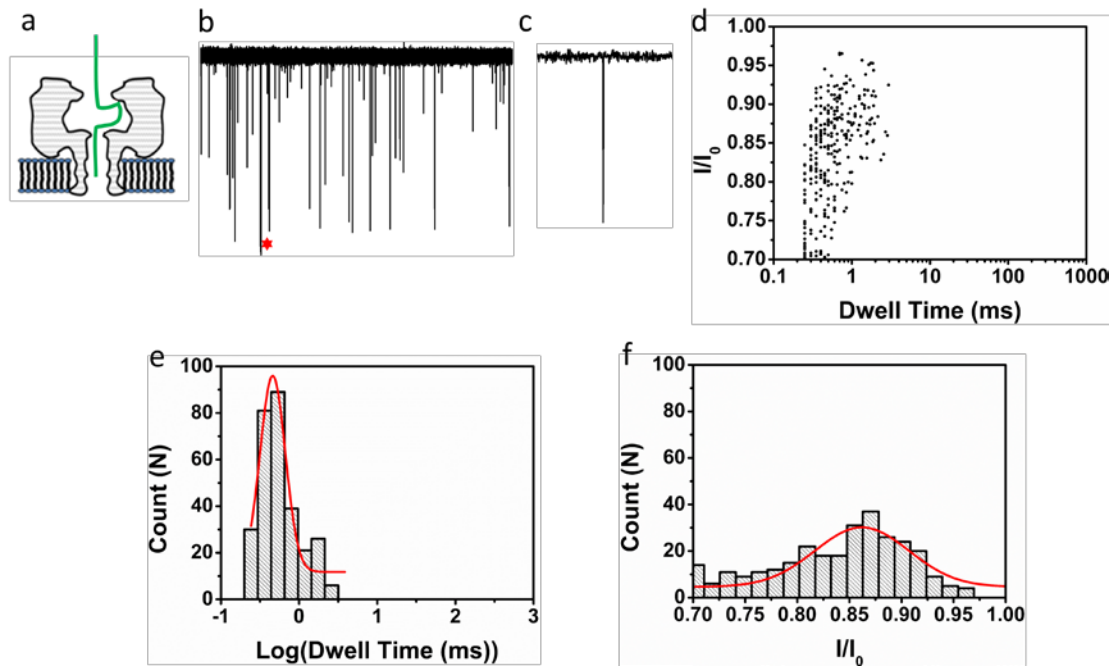 a
b
c
d
I/I0
1.00
0.95
0.90
0.85
0.80
0.75
0.70
0.1 1 10 100 1000
Dwell Time (ms)
e
Count (N)
100
80
60
40
20
0
-1 0 1 2 3
Log(Dwell Time (ms))
f
Count (N)
100
80
60
40
20
0
0.70 0.75 0.80 0.85 0.90 0.95 1.00
I/I0